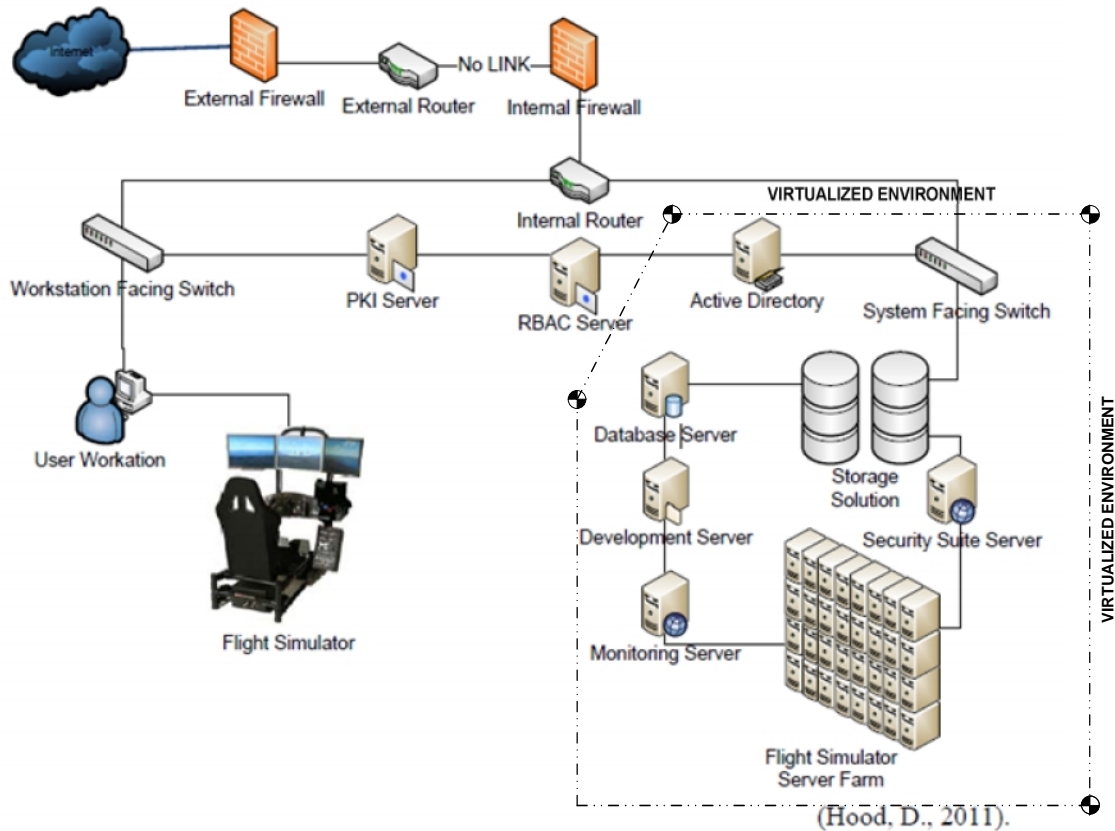 Internet
External Firewall
External Router
No LINK
Internal Firewall
Internal Router
VIRTUALIZED ENVIRONMENT
Workstation Facing Switch
PKI Server
RBAC Server
Active Directory
System Facing Switch
User Workation
Flight Simulator
Database Server
Storage
Solution
Development Server
Security Suite Server
Monitoring Server
Flight Simulator
Server Farm
VIRTUALIZED ENVIRONMENT
(Hood, D., 2011).